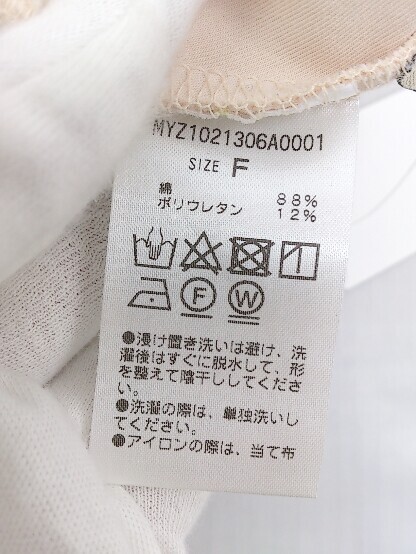 MYZ1021306A0001
SIZE F
綿 88%
ポリウレタン 12%
F W
●浸け置き洗いは避け、洗
濯後はすぐに脱水して、形
を整えて陰干ししてくださ
い。
●洗濯の際は、単独洗いし
てください。
●アイロンの際は、当て布